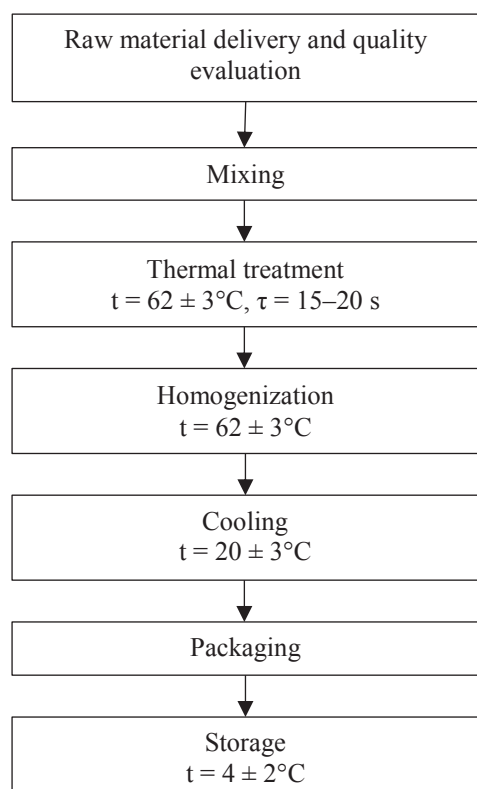 Raw material delivery and quality
evaluation
Mixing
Thermal treatment
t = 62 ± 3°C, τ = 15–20 s
Homogenization
t = 62 ± 3°C
Cooling
t = 20 ± 3°C
Packaging
Storage
t = 4 ± 2°C